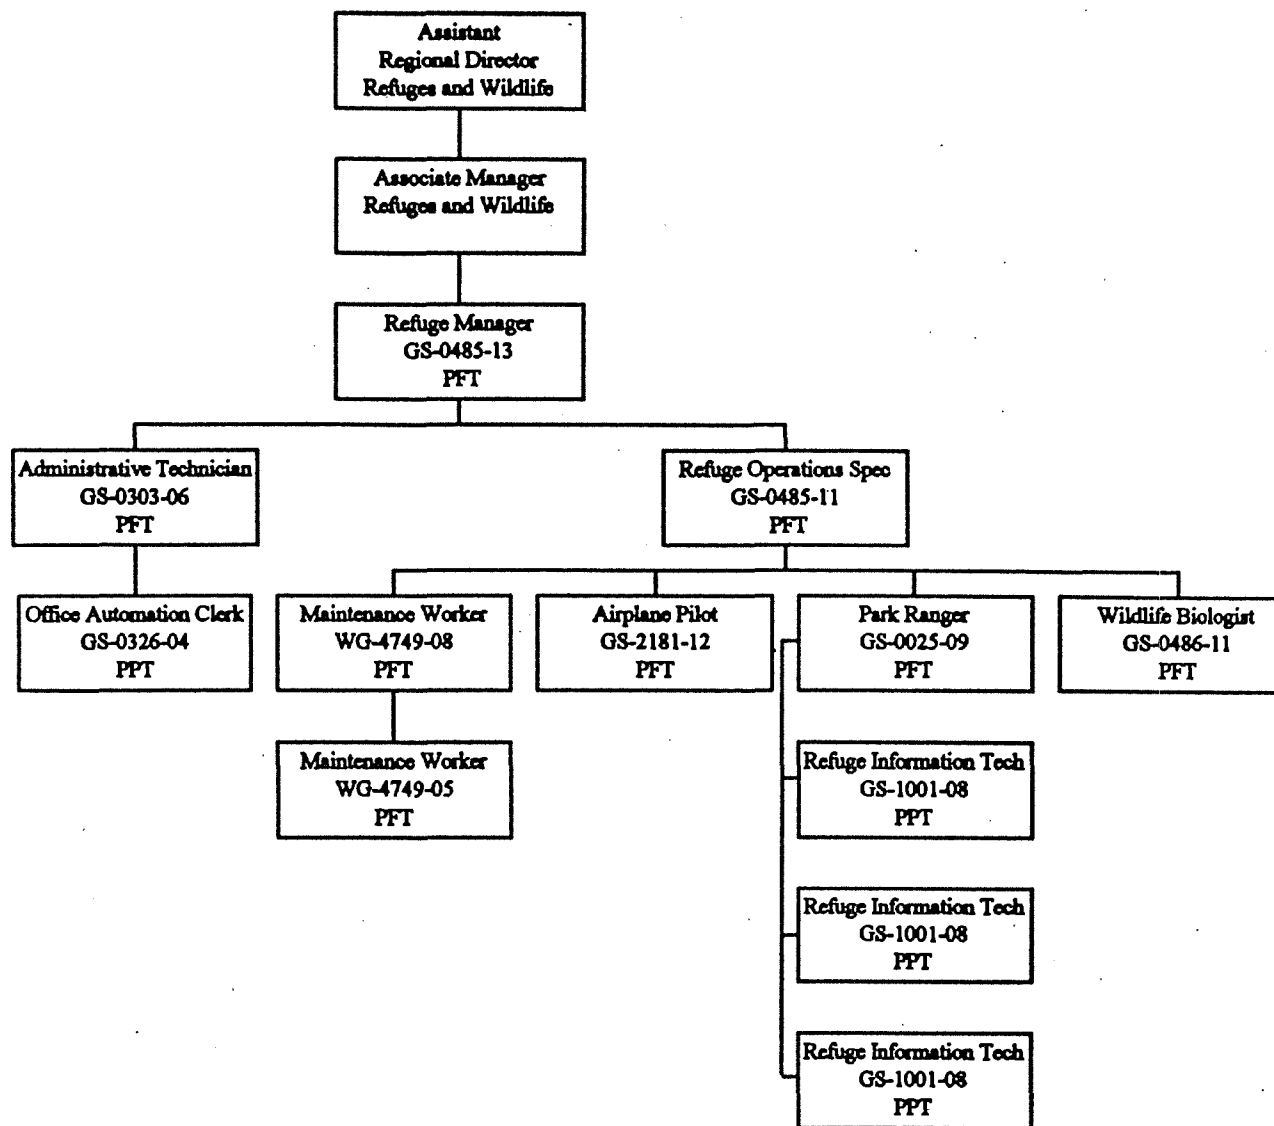 Assistant
Regional Director
Refuges and Wildlife
Associate Manager
Refuges and Wildlife
Refuge Manager
GS-0485-13
PFT
Administrative Technician
GS-0303-06
PFT
Refuge Operations Spec
GS-0485-11
PFT
Office Automation Clerk
GS-0326-04
PPT
Maintenance Worker
WG-4749-08
PFT
Airplane Pilot
GS-2181-12
PFT
Park Ranger
GS-0025-09
PFT
Wildlife Biologist
GS-0486-11
PFT
Maintenance Worker
WG-4749-05
PFT
Refuge Information Tech
GS-1001-08
PPT
Refuge Information Tech
GS-1001-08
PPT
Refuge Information Tech
GS-1001-08
PPT